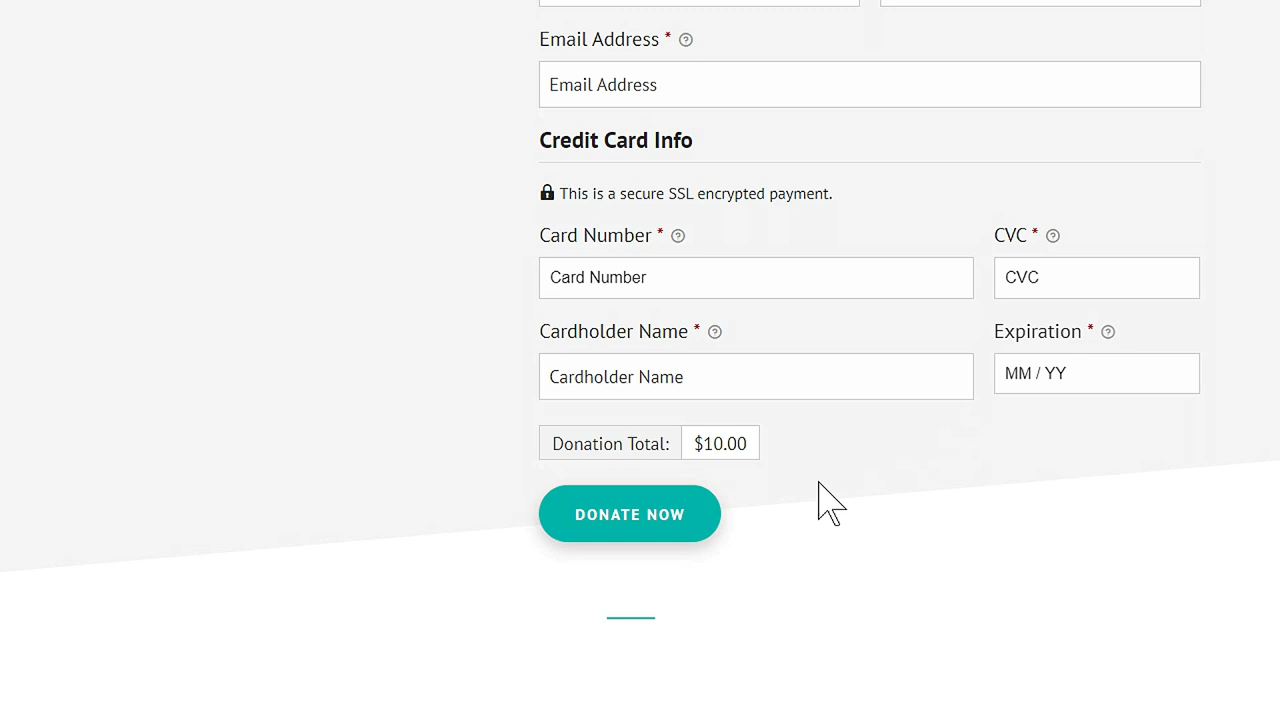 Email Address *
Email Address
Credit Card Info
This is a secure SSL encrypted payment.
Card Number * CVC *
Card Number CVC
Cardholder Name * Expiration *
Cardholder Name MM / YY
Donation Total: $10.00
DONATE NOW